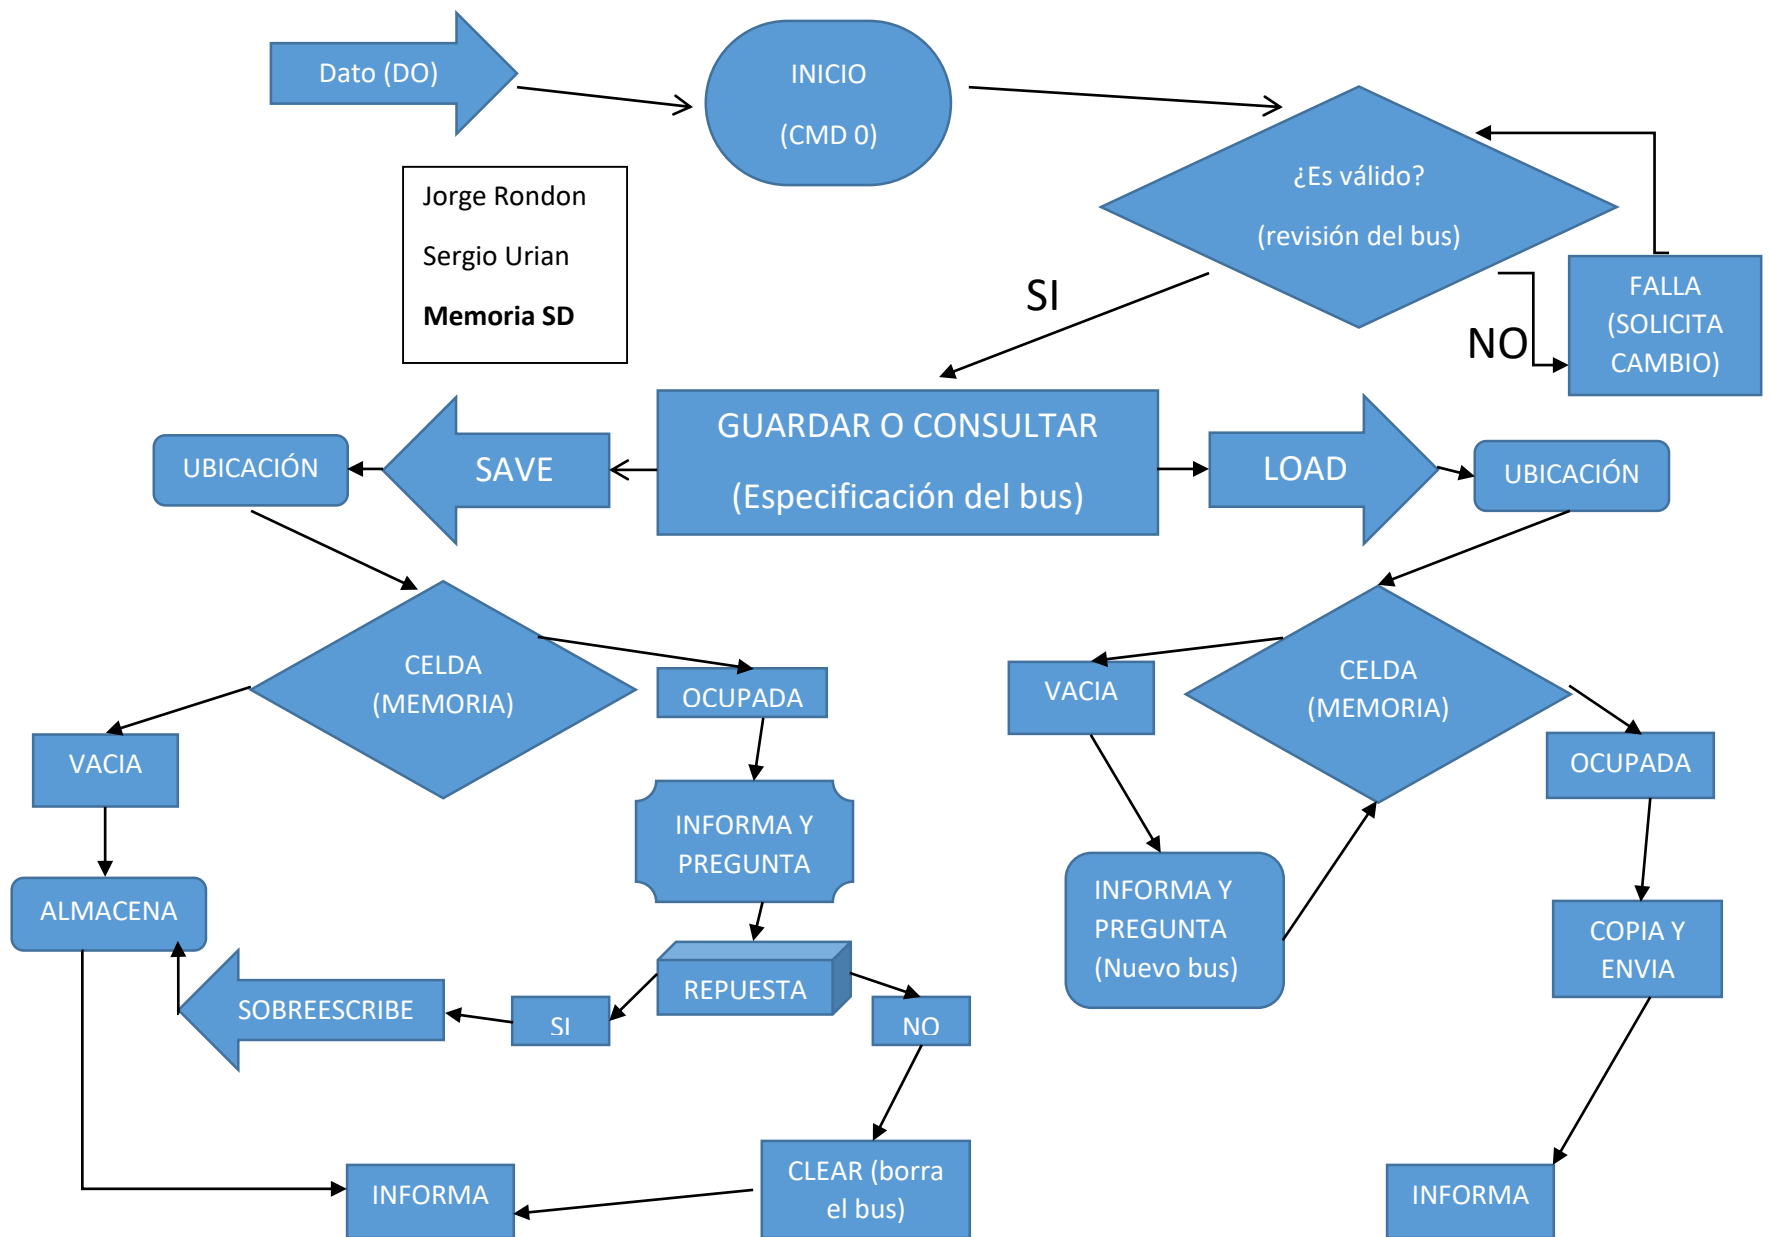 Dato (DO)
INICIO
(CMD 0)
¿Es válido?
(revisión del bus)
Jorge Rondon
Sergio Urian
Memoria SD
SI
NO
FALLA
(SOLICITA
CAMBIO)
GUARDAR O CONSULTAR
(Especificación del bus)
SAVE
UBICACIÓN
LOAD
UBICACIÓN
CELDA
(MEMORIA)
OCUPADA
VACIA
INFORMA Y
PREGUNTA
ALMACENA
REPUESTA
SOBREESCRIBE
SI
NO
CLEAR (borra
el bus)
INFORMA
CELDA
(MEMORIA)
VACIA
OCUPADA
INFORMA Y
PREGUNTA
(Nuevo bus)
COPIA Y
ENVIA
INFORMA